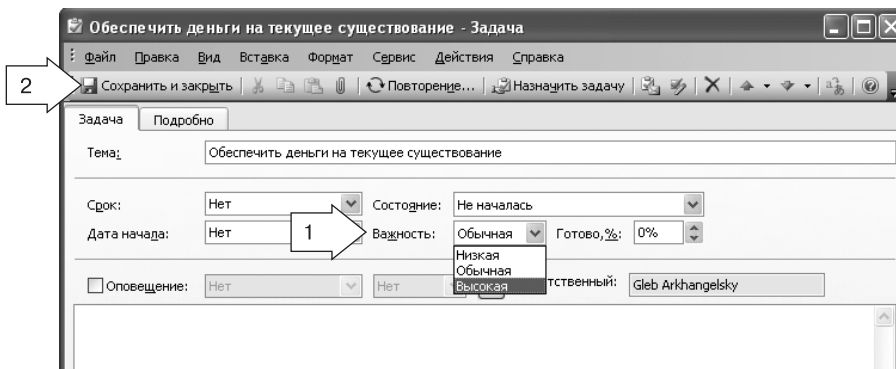 Обеспечить деньги на текущее существование - Задача
Файл Правка Вид Вставка Формат Сервис Действия Справка
2
Сохранить и закрыть Повторение... Назначить задачу
Задача Подробно
Тема: Обеспечить деньги на текущее существование
Срок: Нет Состояние: Не началась
Дата начала: Нет 1 Важность: Обычная Готово,%: 0%
Низкая
Обычная
Высокая
Оповещение: Нет Нет тственный: Gleb Arkhangelsky